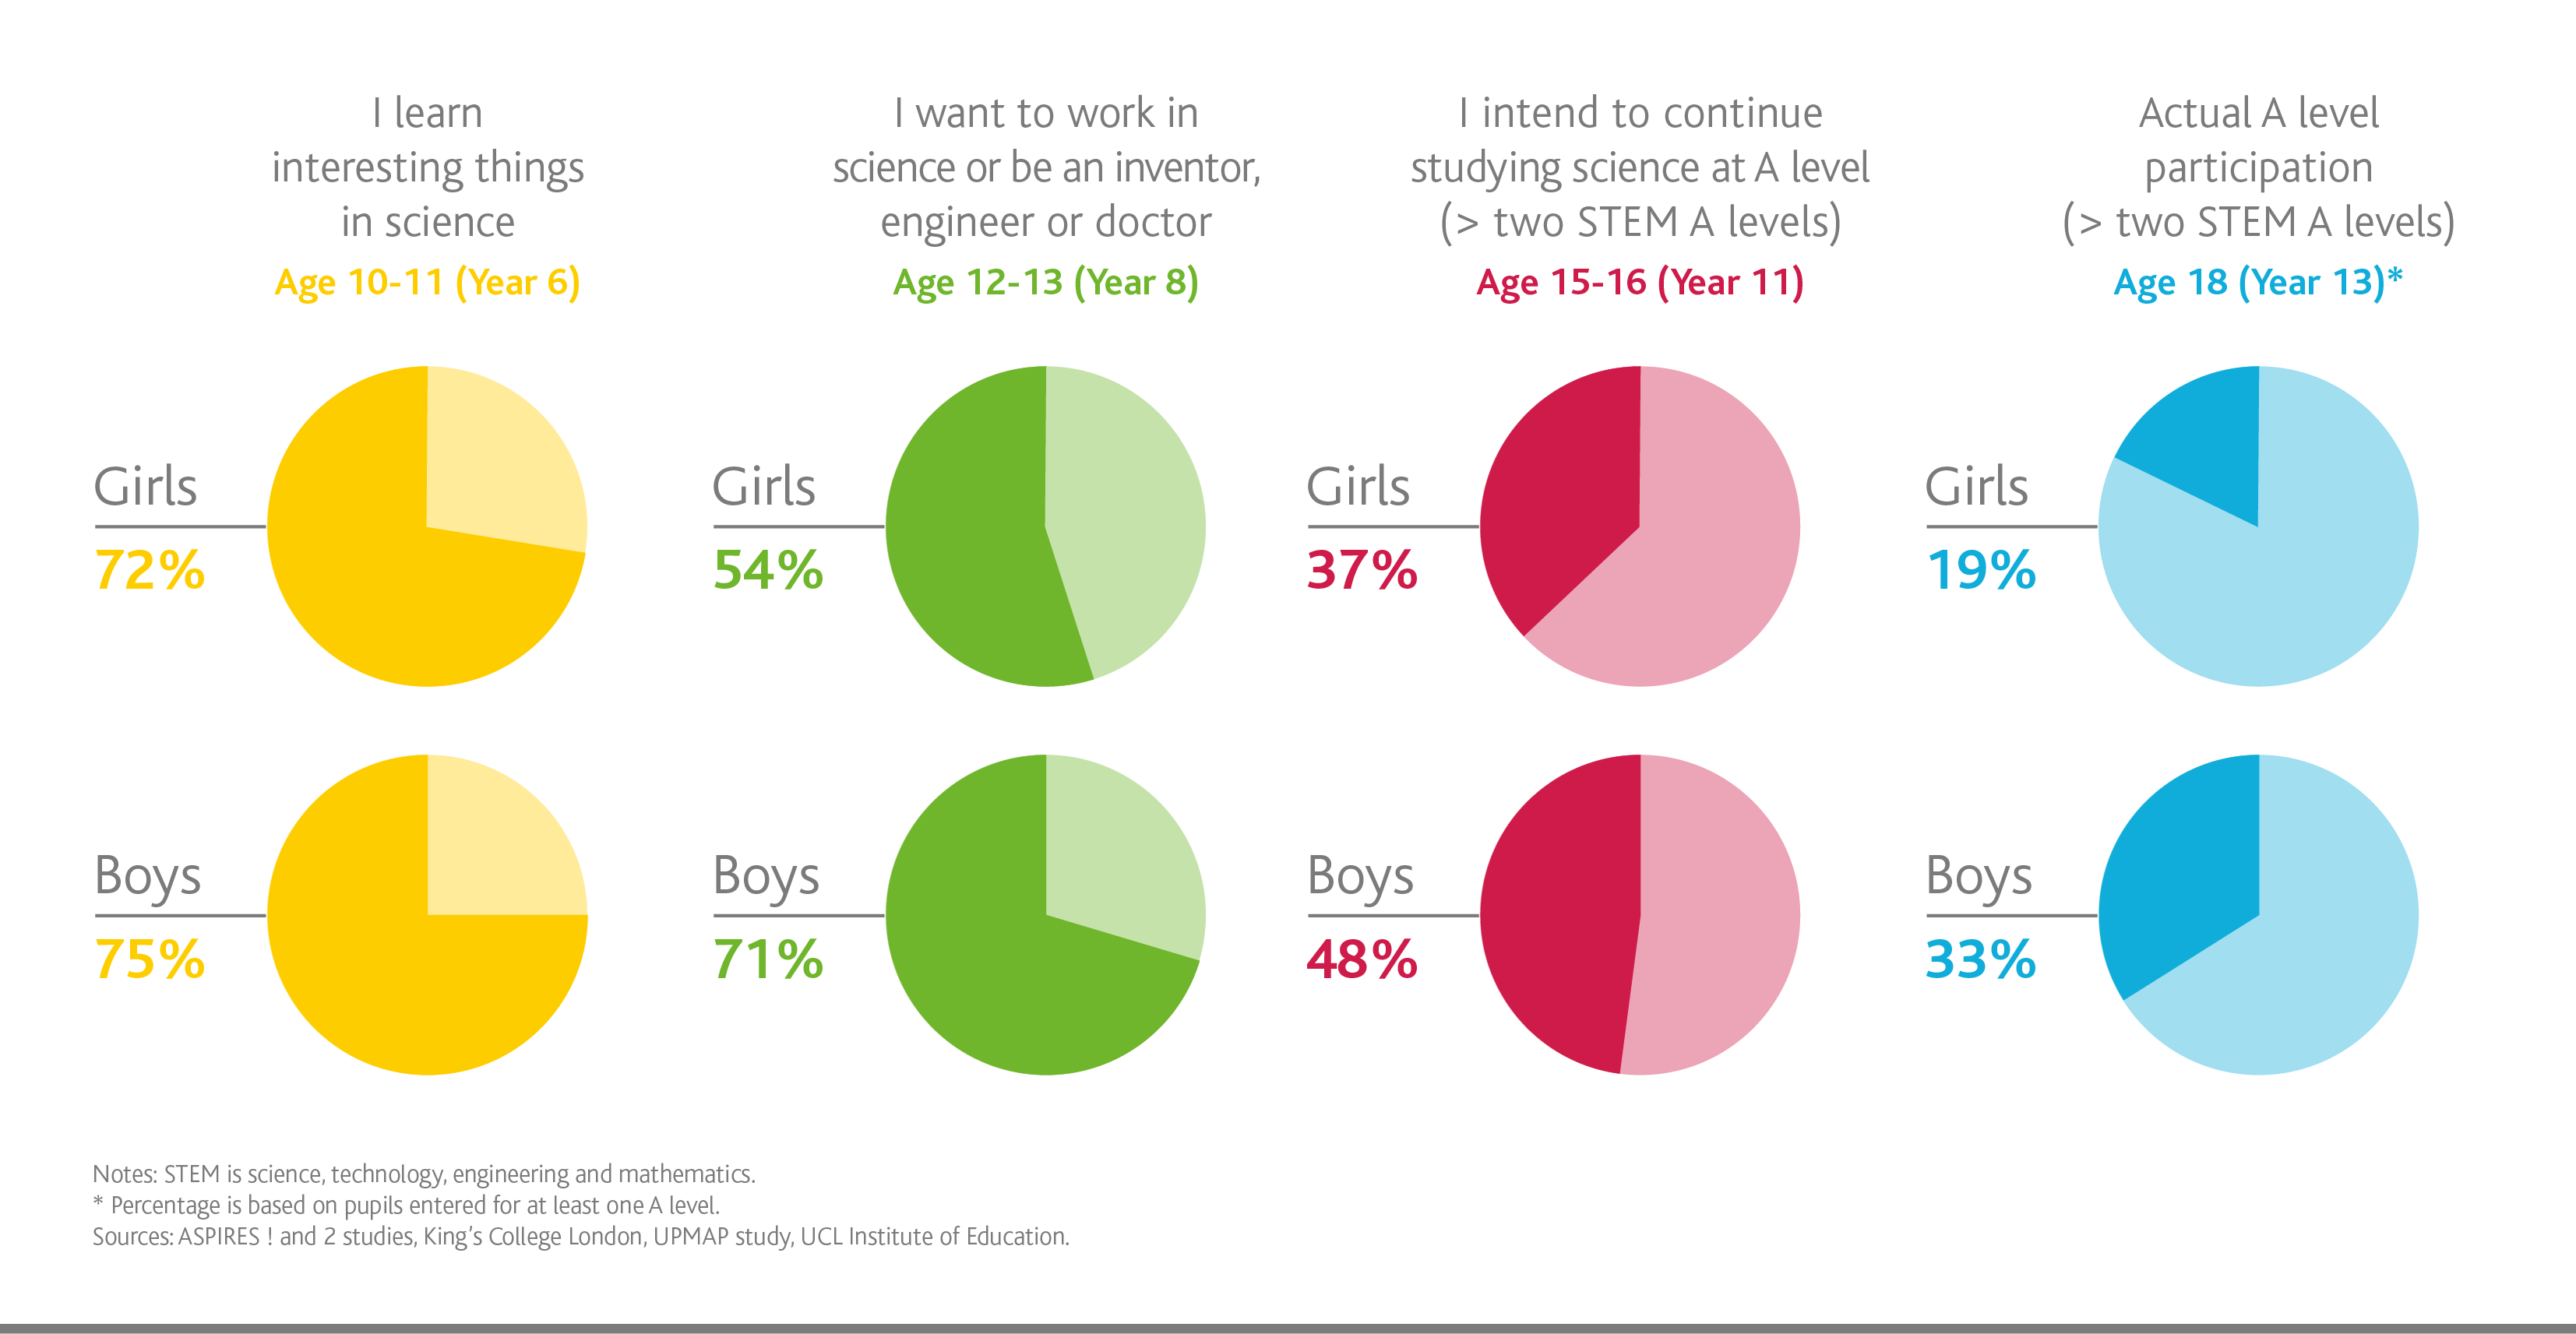 I learn
interesting things
in science
Age 10-11 (Year 6)
I want to work in
science or be an inventor,
engineer or doctor
Age 12-13 (Year 8)
I intend to continue
studying science at A level
(> two STEM A levels)
Age 15-16 (Year 11)
Actual A level
participation
(> two STEM A levels)
Age 18 (Year 13)*
Girls
72%
Girls
54%
Girls
37%
Girls
19%
Boys
75%
Boys
71%
Boys
48%
Boys
33%
Notes: STEM is science, technology, engineering and mathematics.
* Percentage is based on pupils entered for at least one A level.
Sources: ASPIRES ! and 2 studies, King’s College London, UPMAP study, UCL Institute of Education.